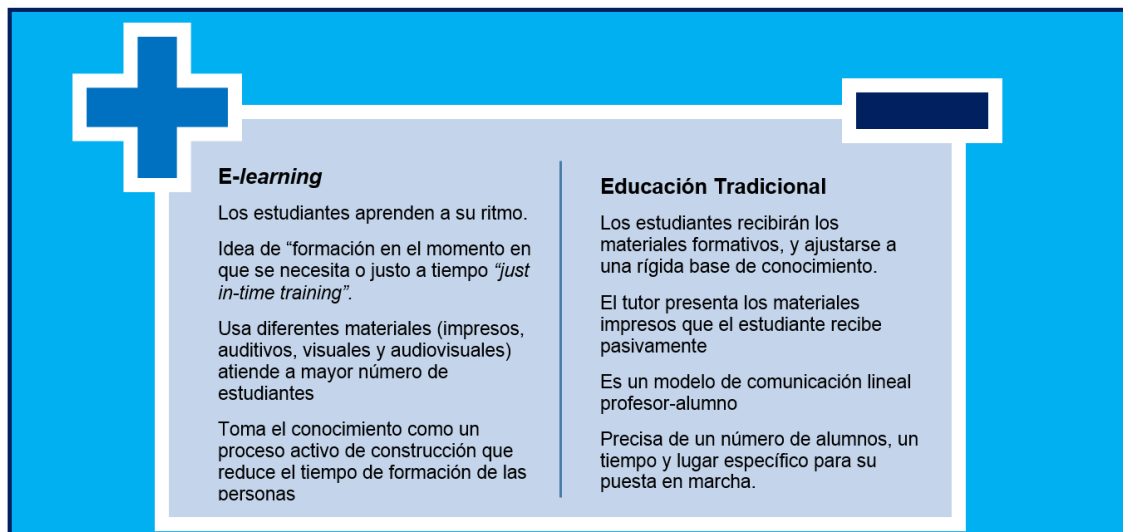 E-learning
Los estudiantes aprenden a su ritmo.
Idea de “formación en el momento en
que se necesita o justo a tiempo “just
in-time training”.
Usa diferentes materiales (impresos,
auditivos, visuales y audiovisuales)
atiende a mayor número de
estudiantes
Toma el conocimiento como un
proceso activo de construcción que
reduce el tiempo de formación de las
personas
Educación Tradicional
Los estudiantes recibirán los
materiales formativos, y ajustarse a
una rígida base de conocimiento.
El tutor presenta los materiales
impresos que el estudiante recibe
pasivamente
Es un modelo de comunicación lineal
profesor-alumno
Precisa de un número de alumnos, un
tiempo y lugar específico para su
puesta en marcha.